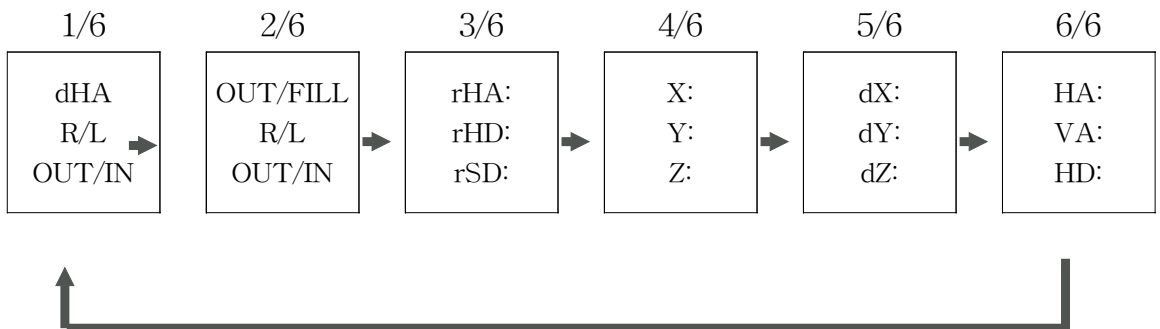 1/6
2/6
3/6
4/6
5/6
6/6
dHA
R/L
OUT/IN
OUT/FILL
R/L
OUT/IN
rHA:
rHD:
rSD:
X:
Y:
Z:
dX:
dY:
dZ:
HA:
VA:
HD: